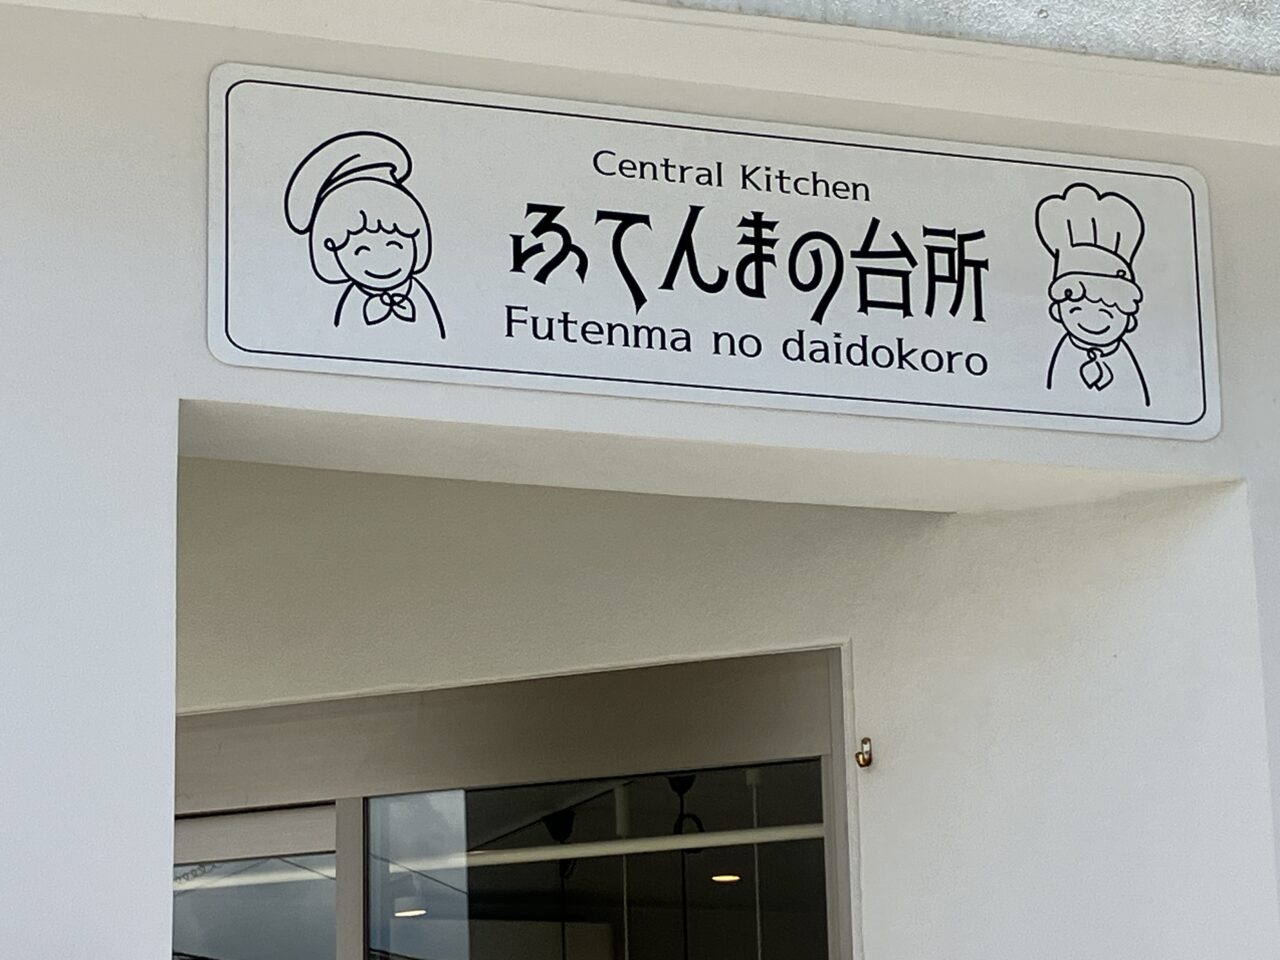 Central Kitchen
ふてんまの台所
Futenma no daidokoro